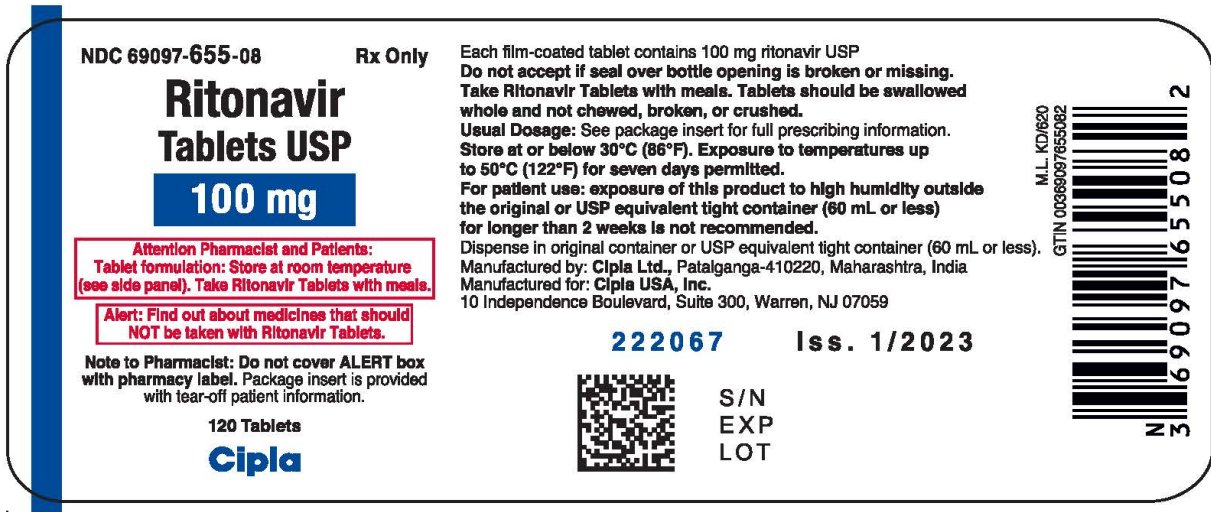 NDC 69097-655-08 Rx Only
Ritonavir
Tablets USP
100 mg
Attention Pharmacist and Patients:
Tablet formulation: Store at room temperature
(see side panel). Take Ritonavir Tablets with meals.
Alert: Find out about medicines that should
NOT be taken with Ritonavir Tablets.
Note to Pharmacist: Do not cover ALERT box
with pharmacy label. Package insert is provided
with tear-off patient information.
120 Tablets
Cipla
Each film-coated tablet contains 100 mg ritonavir USP
Do not accept if seal over bottle opening is broken or missing.
Take Ritonavir Tablets with meals. Tablets should be swallowed
whole and not chewed, broken, or crushed.
Usual Dosage: See package insert for full prescribing information.
Store at or below 30°C (86°F). Exposure to temperatures up
to 50°C (122°F) for seven days permitted.
For patient use: exposure of this product to high humidity outside
the original or USP equivalent tight container (60 mL or less)
for longer than 2 weeks is not recommended.
Dispense in original container or USP equivalent tight container (60 mL or less).
Manufactured by: Cipla Ltd., Patalganga-410220, Maharashtra, India
Manufactured for: Cipla USA, Inc.
10 Independence Boulevard, Suite 300, Warren, NJ 07059
222067 Iss. 1/2023
S/N
EXP
LOT
M.L. KD/620
GTIN 00369097655082
N 3 69097 65508 2